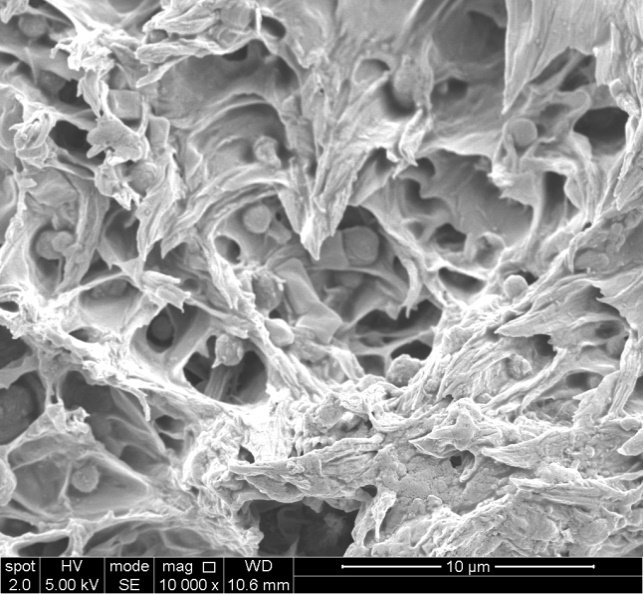 spot HV mode mag □ WD
2.0 5.00 kV SE 10 000 x 10.6 mm
10 µm